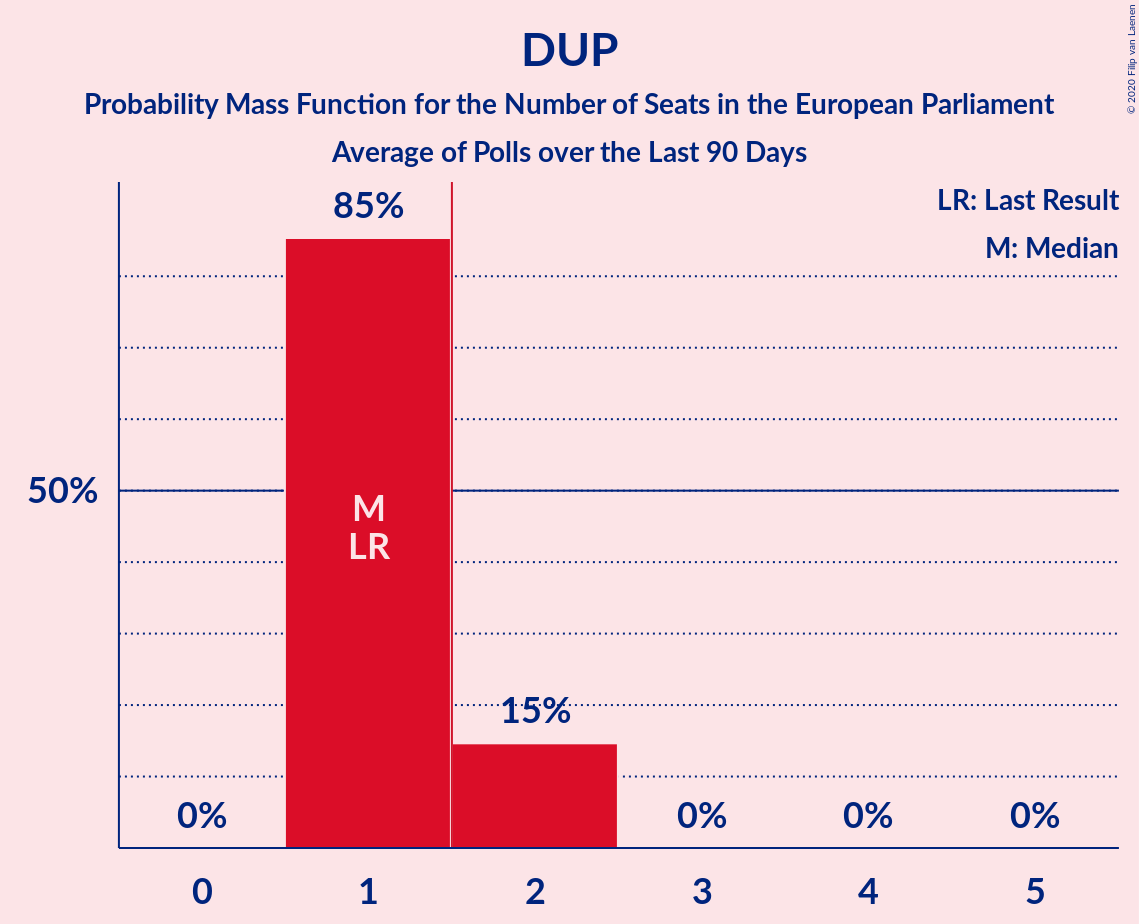 DUP
Probability Mass Function for the Number of Seats in the European Parliament
Average of Polls over the Last 90 Days
© 2020 Filip van Laenen
LR: Last Result
M: Median
85%
50%
M
LR
15%
0%
0%
0%
0%
0
1
2
3
4
5